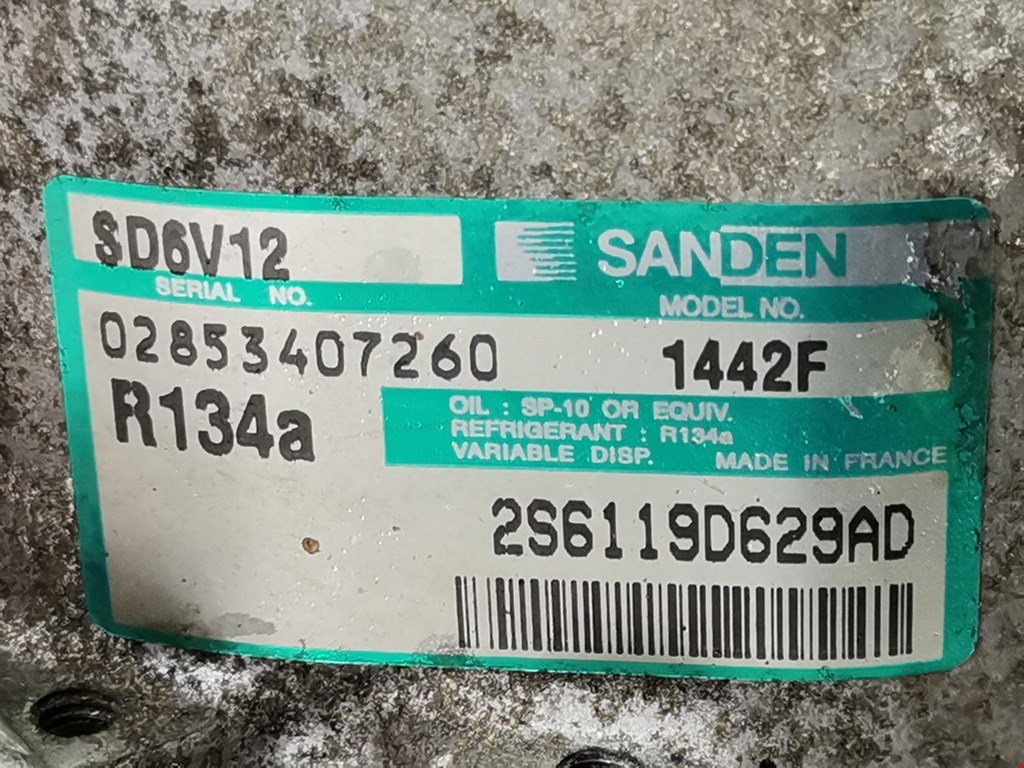 SD6V12 SANDEN
SERIAL NO. MODEL NO.
02853407260 1442F
R134a
OIL : SP-10 OR EQUIV.
REFRIGERANT : R134a
VARIABLE DISP. MADE IN FRANCE
2S6119D629AD